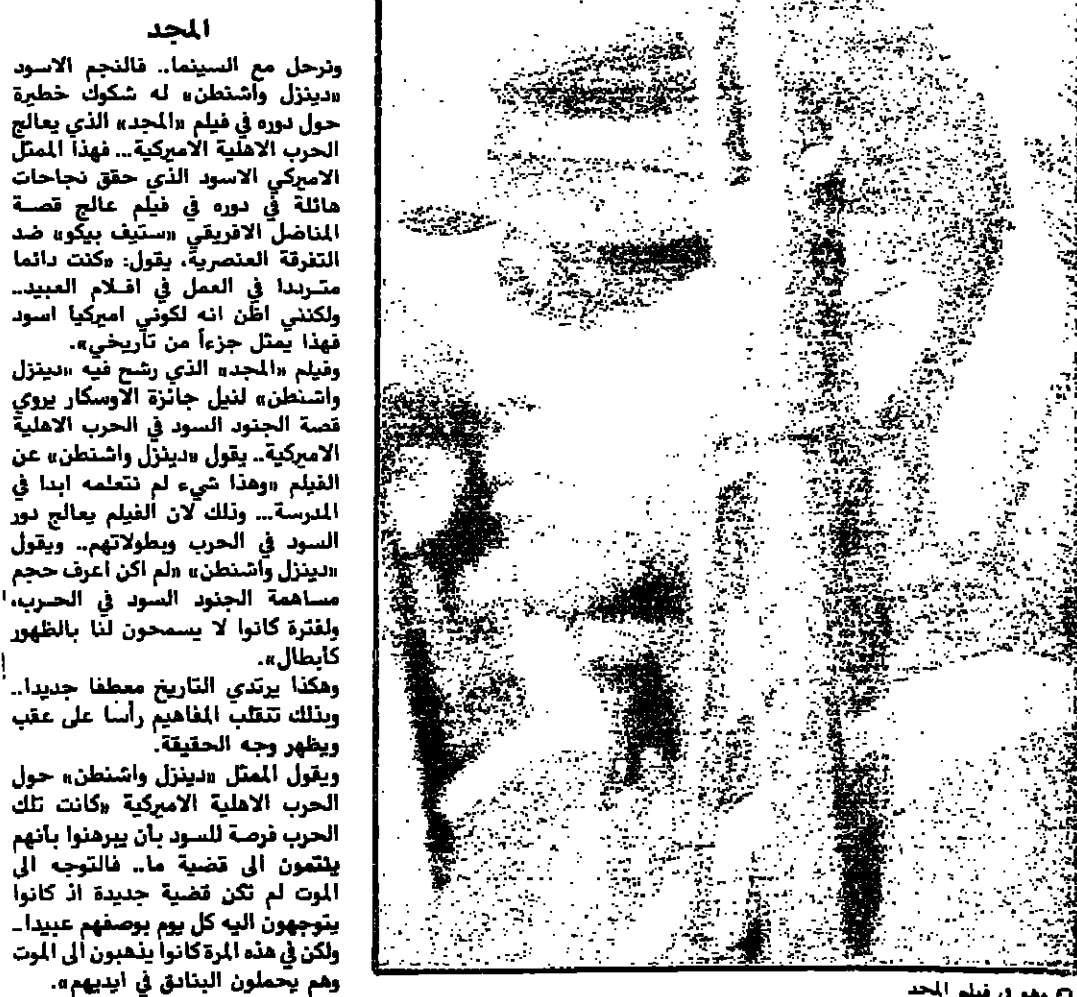 المجد
ونرحل مع السينما.. فالنجم الاسود
«دينزل واشنطن» له شكوك خطيرة
حول دوره في فيلم «المجد» الذي يعالج
الحرب الاهلية الاميركية... فهذا الممثل
الاميركي الاسود الذي حقق نجاحات
هائلة في دوره في فيلم عالج قصة
المناضل الافريقي «ستيف بيكو» ضد
التفرقة العنصرية، يقول: «كنت دائما
مترددا في العمل في افلام العبيد..
ولكنني اظن انه لكوني اميركياً اسود
فهذا يمثل جزءاً من تاريخي».
وفيلم «المجد» الذي رشح فيه «دينزل
واشنطن» لنيل جائزة الاوسكار يروي
قصة الجنود السود في الحرب الاهلية
الاميركية.. يقول «دينزل واشنطن» عن
الفيلم «وهذا شيء لم نتعلمه ابدا في
المدرسة... وذلك لان الفيلم يعالج دور
السود في الحرب وبطولاتهم.. ويقول
«دينزل واشنطن» «لم اكن اعرف حجم
مساهمة الجنود السود في الحرب،
ولفترة كانوا لا يسمحون لنا بالظهور
كأبطال».
وهكذا يرتدي التاريخ معطفا جديدا..
وبذلك تنقلب المفاهيم رأسا على عقب
ويظهر وجه الحقيقة.
ويقول الممثل «دينزل واشنطن» حول
الحرب الاهلية الاميركية «كانت تلك
الحرب فرصة للسود بأن يبرهنوا بأنهم
ينتمون الى قضية ما.. فالتوجه الى
الموت لم تكن قضية جديدة اذ كانوا
يتوجهون اليه كل يوم بوصفهم عبيدا ـ
ولكن في هذه المرة كانوا يذهبون الى الموت
وهم يحملون البنادق في ايديهم».
وهو في فيلم المجد